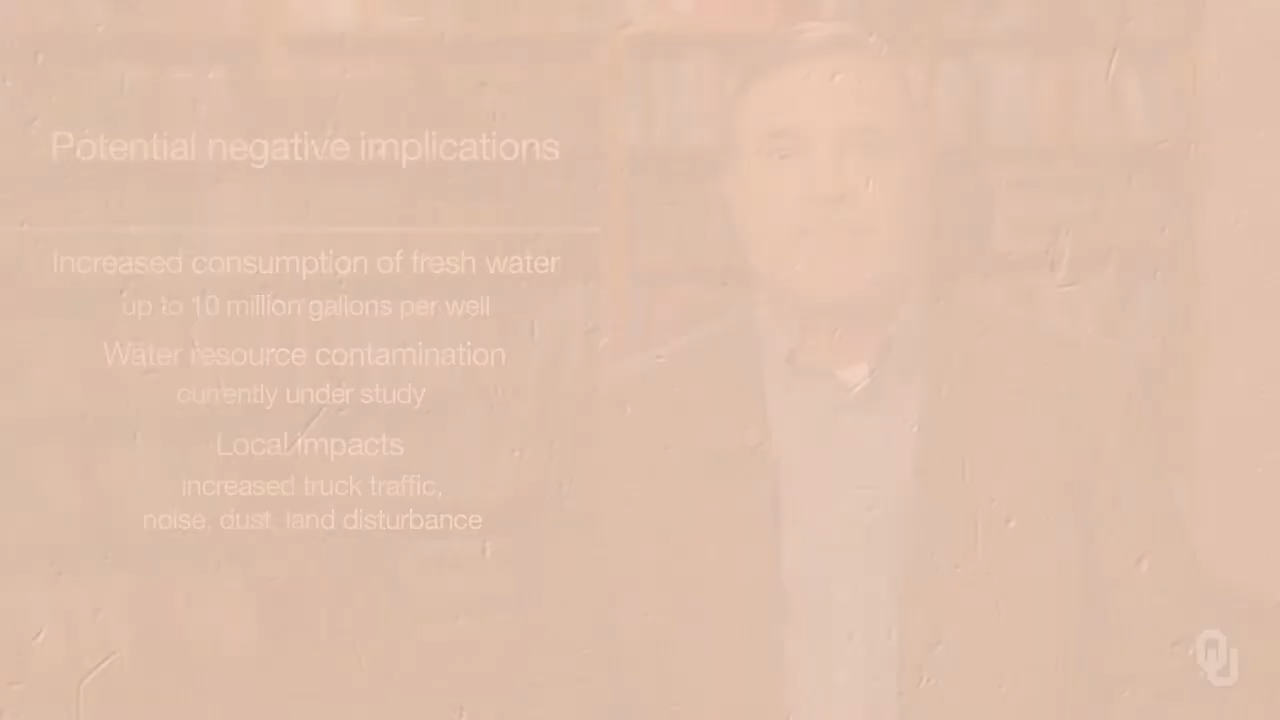 Potential negative implications
Increased consumption of fresh water
up to 10 million gallons per well
Water resource contamination
currently under study
Local impacts
increased truck traffic,
noise, dust, land disturbance
OU